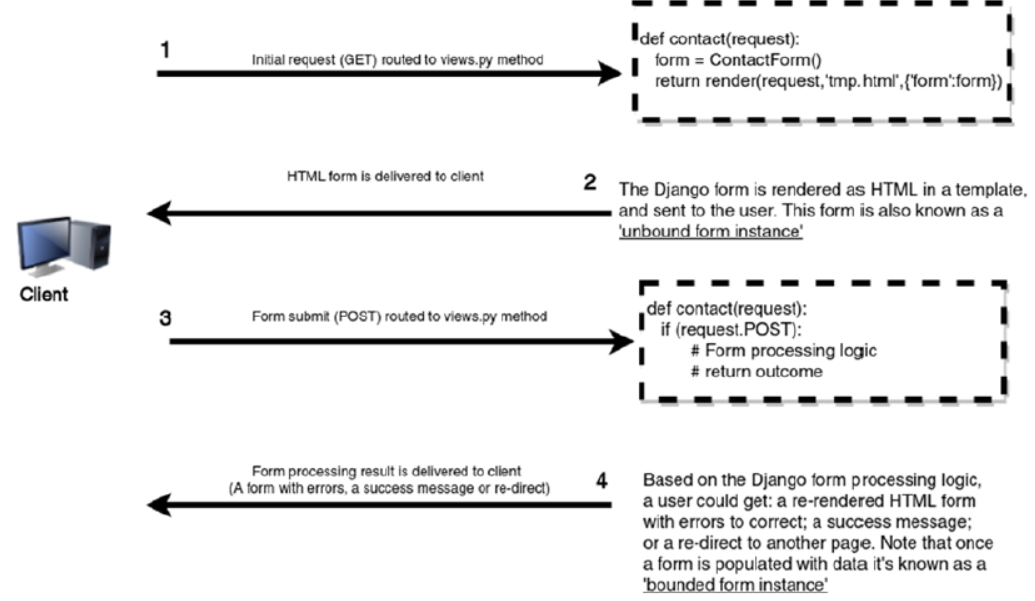 1
Initial request (GET) routed to views.py method
def contact(request):
form = ContactForm()
return render(request,'tmp.html',{'form':form})
HTML form is delivered to client
2
The Django form is rendered as HTML in a template,
and sent to the user. This form is also known as a
'unbound form instance'
Client
3
Form submit (POST) routed to views.py method
def contact(request):
if (request.POST):
# Form processing logic
# return outcome
Form processing result is delivered to client
(A form with errors, a success message or re-direct)
4
Based on the Django form processing logic,
a user could get: a re-rendered HTML form
with errors to correct; a success message;
or a re-direct to another page. Note that once
a form is populated with data it's known as a
'bounded form instance'